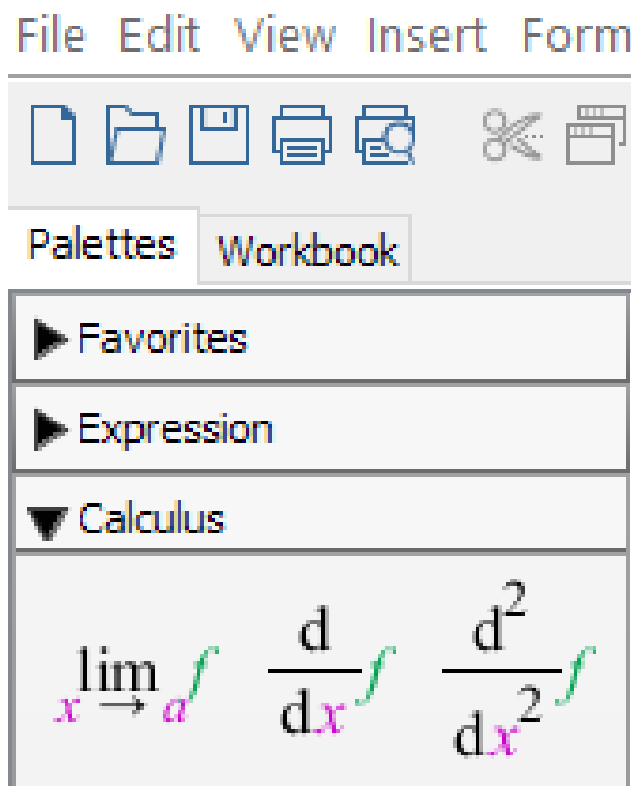 File Edit View Insert Form
Palettes Workbook
Favorites
Expression
Calculus
lim x → a f d/dx f d²/dx² f